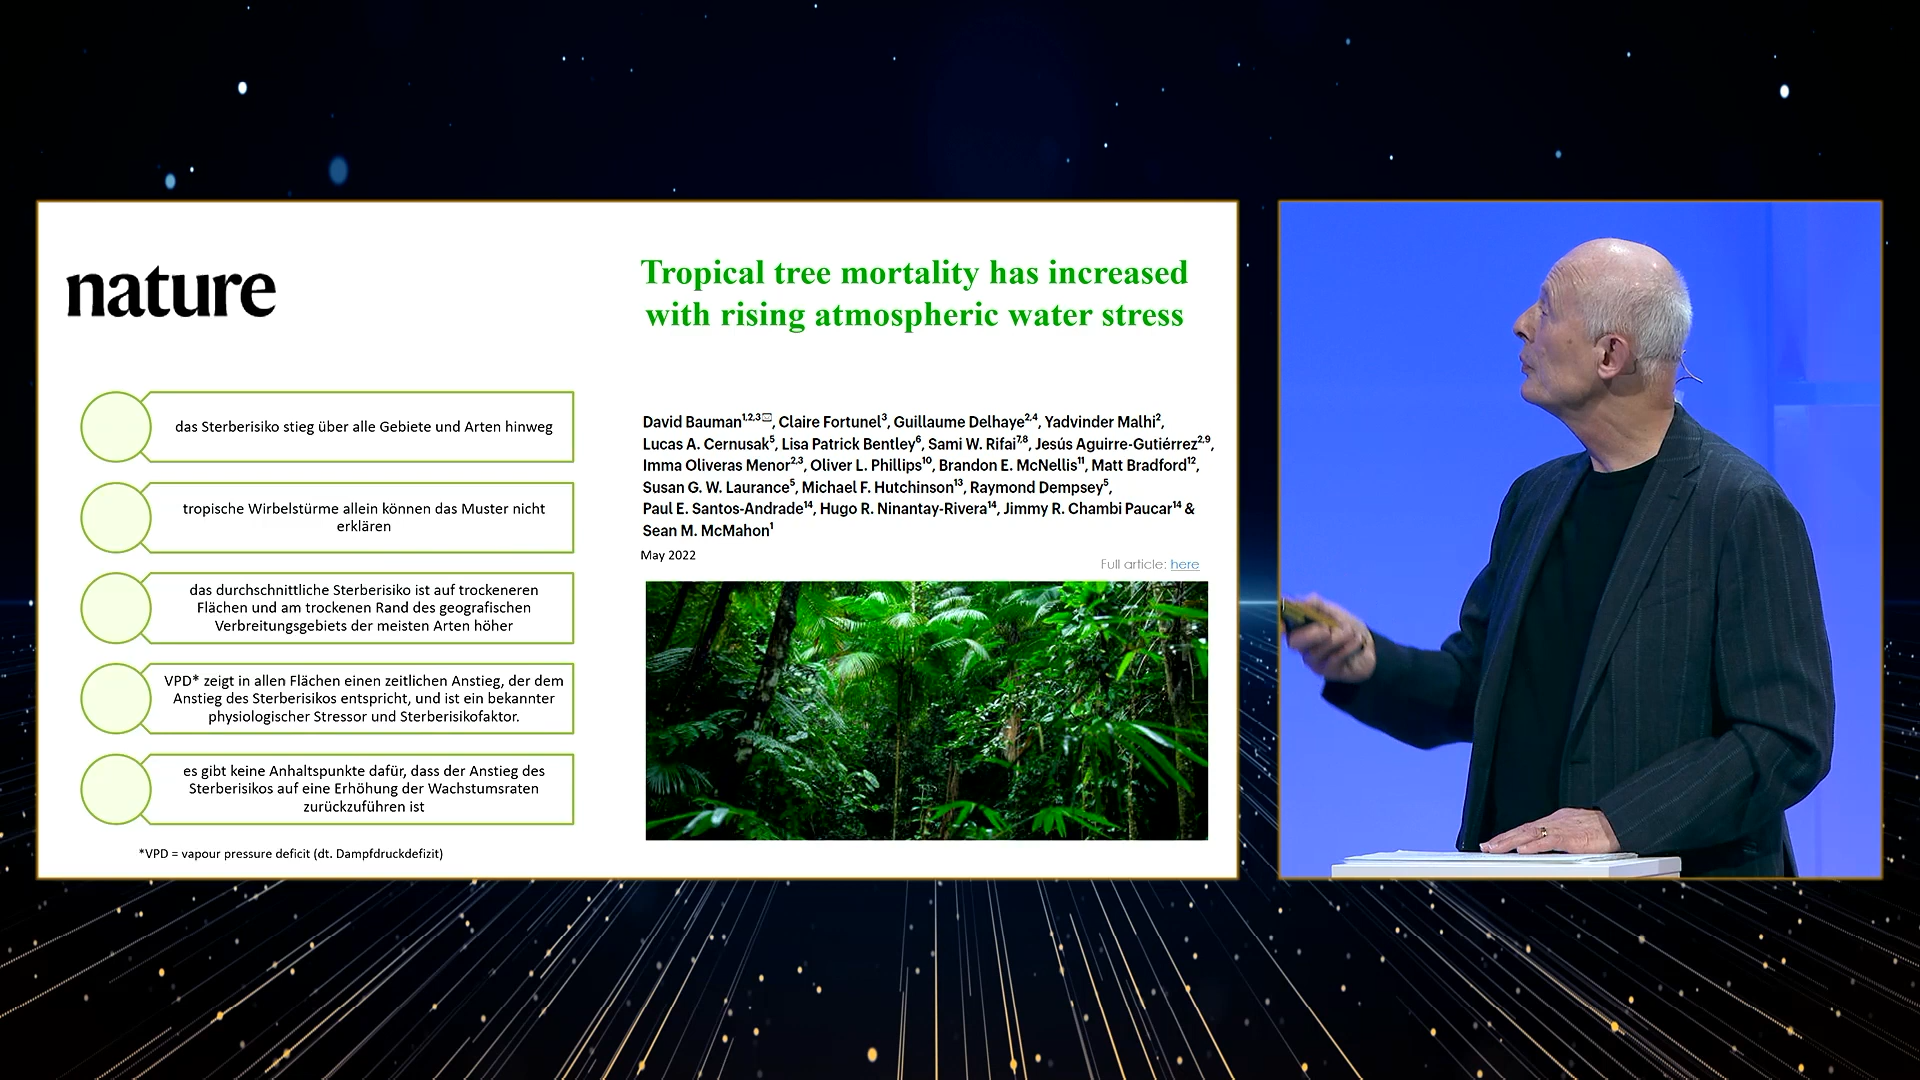 nature
Tropical tree mortality has increased
with rising atmospheric water stress
das Sterberisiko stieg über alle Gebiete und Arten hinweg
tropische Wirbelstürme allein können das Muster nicht
erklären
das durchschnittliche Sterberisiko ist auf trockeneren
Flächen und am trockenen Rand des geografischen
Verbreitungsgebiets der meisten Arten höher
VPD* zeigt in allen Flächen einen zeitlichen Anstieg, der dem
Anstieg des Sterberisikos entspricht, und ist ein bekannter
physiologischer Stressor und Sterberisikofaktor.
es gibt keine Anhaltspunkte dafür, dass der Anstieg des
Sterberisikos auf eine Erhöhung der Wachstumsraten
zurückzuführen ist
*VPD = vapour pressure deficit (dt. Dampfdruckdefizit)
David Bauman1,2,3✉, Claire Fortunel3, Guillaume Delhaye2,4, Yadvinder Malhi2,
Lucas A. Cernusak5, Lisa Patrick Bentley6, Sami W. Rifai7,8, Jesús Aguirre-Gutiérrez2,9,
Imma Oliveras Menor2,3, Oliver L. Phillips10, Brandon E. McNellis11, Matt Bradford12,
Susan G. W. Laurance5, Michael F. Hutchinson13, Raymond Dempsey5,
Paul E. Santos-Andrade14, Hugo R. Ninantay-Rivera14, Jimmy R. Chambi Paucar14 &
Sean M. McMahon1
May 2022
Full article: here